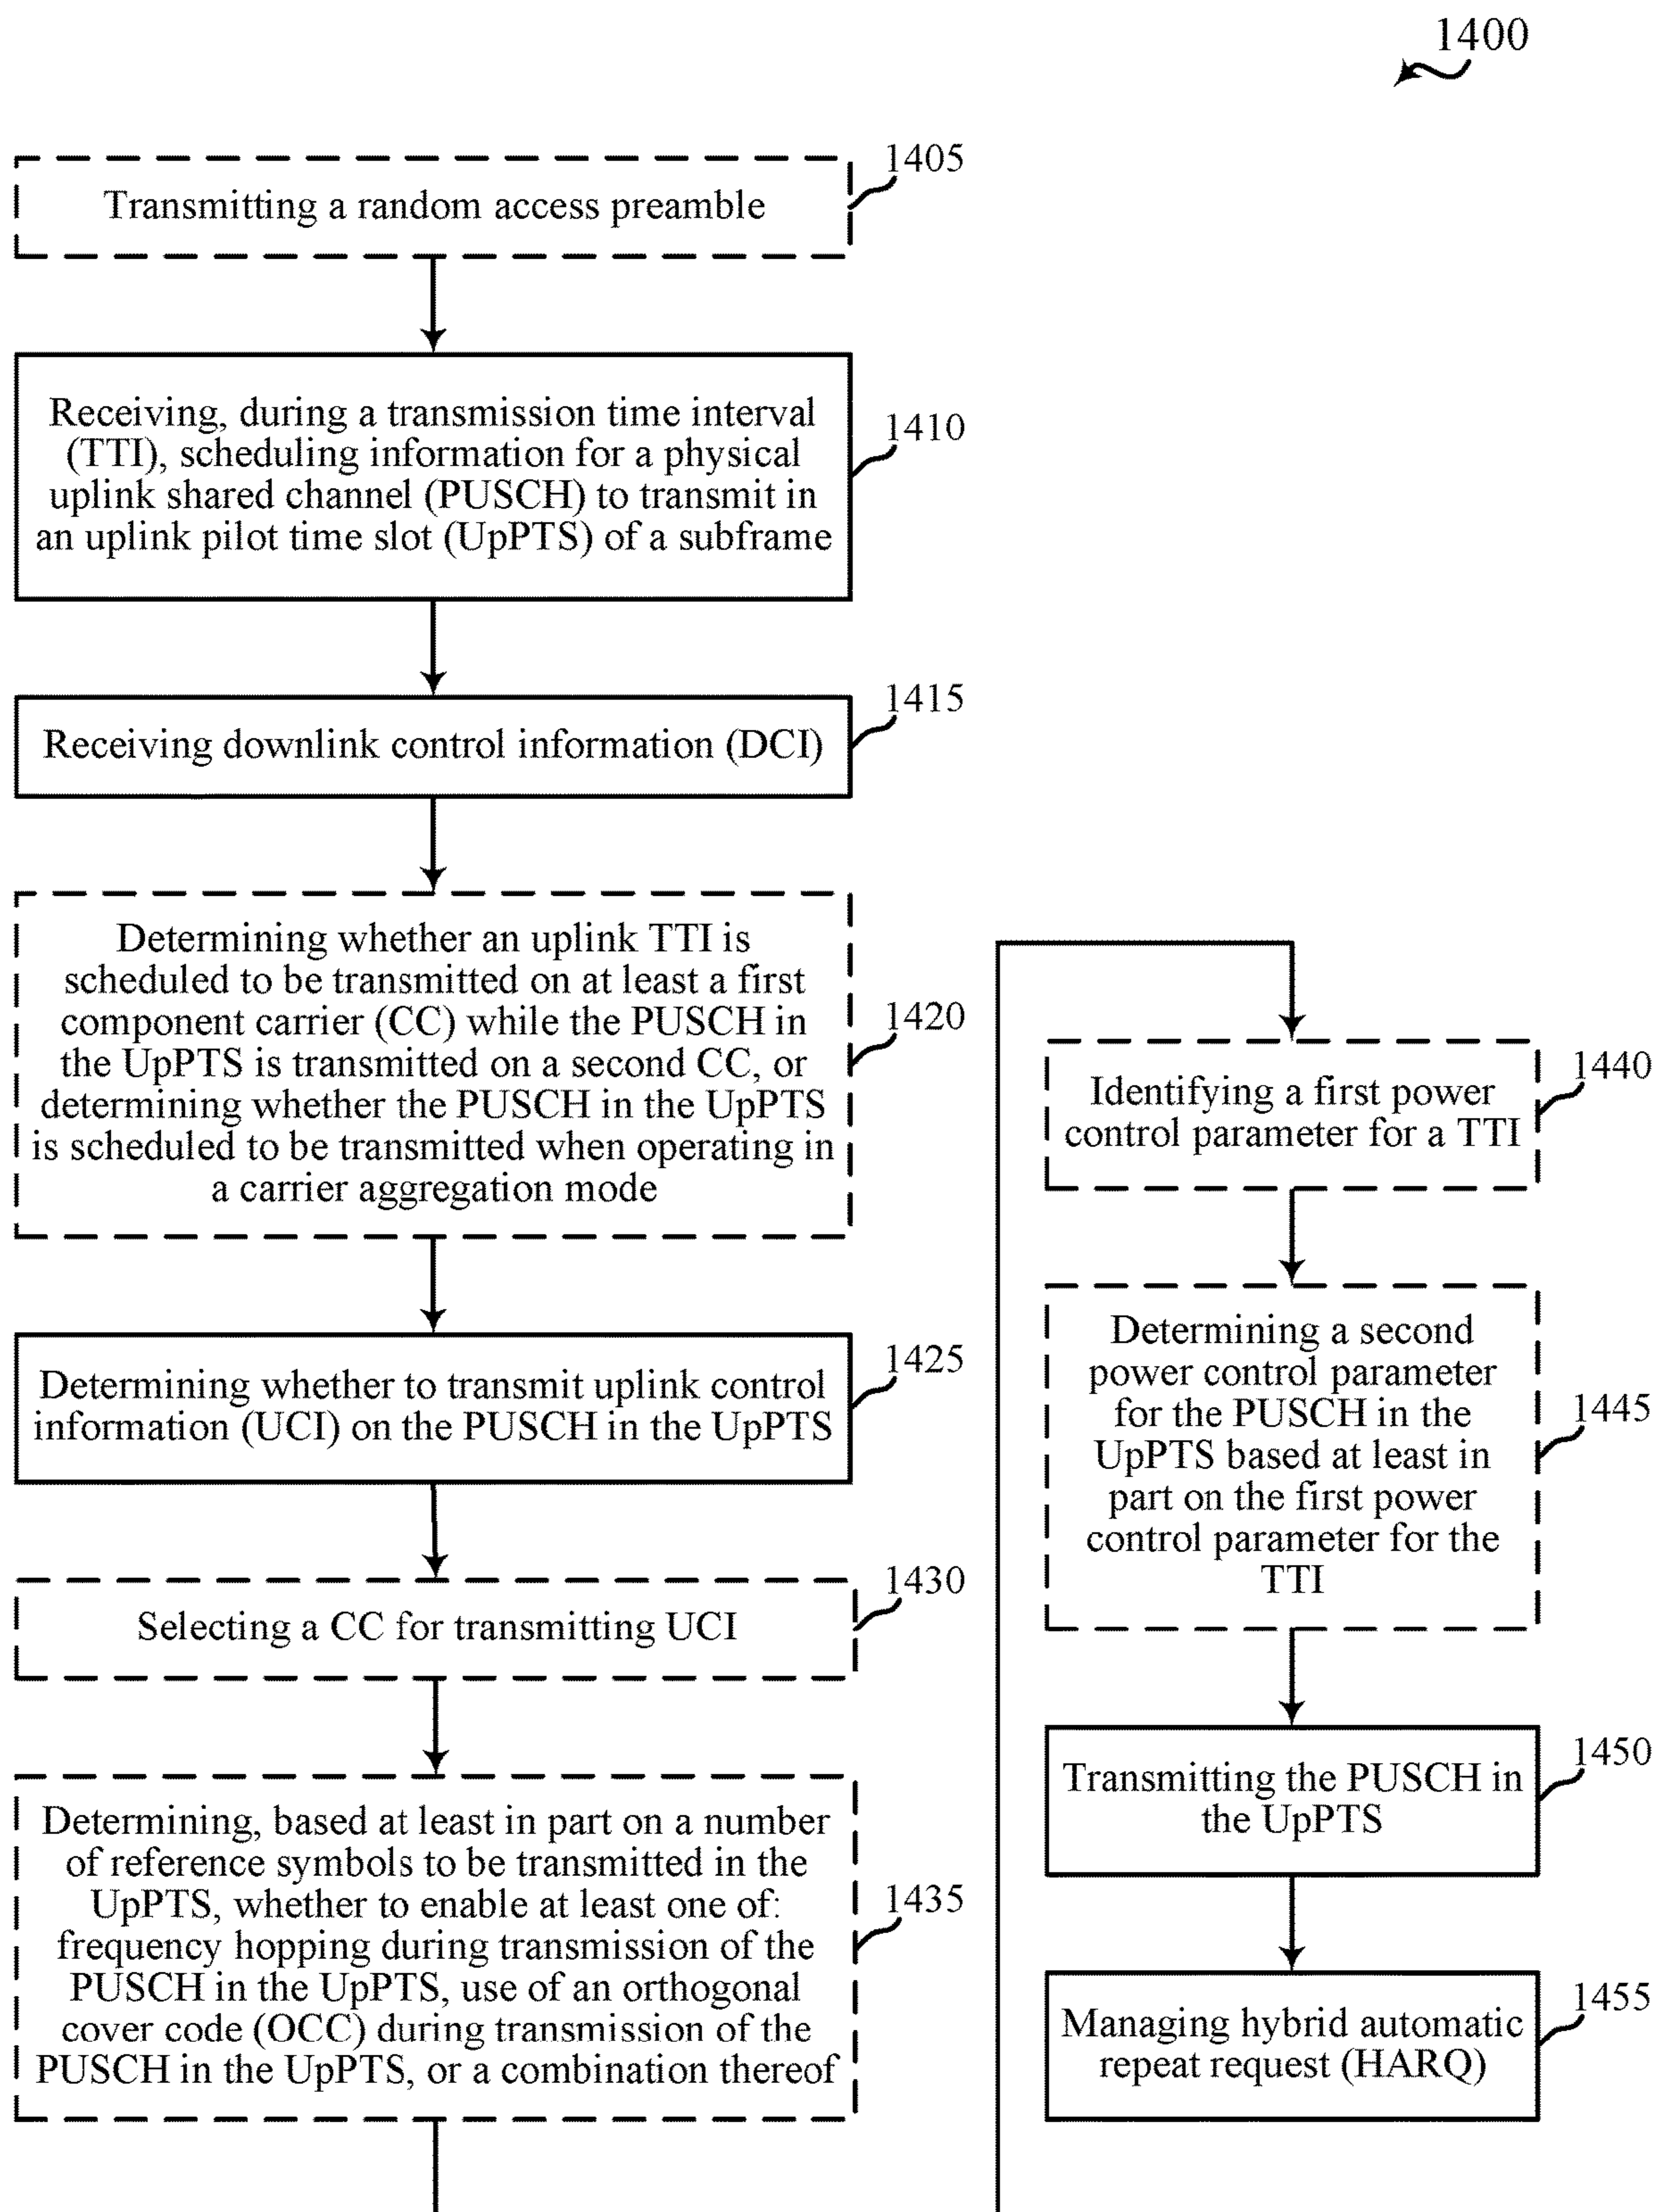 1400
1405
Transmitting a random access preamble
Receiving, during a transmission time interval
(TTI), scheduling information for a physical
uplink shared channel (PUSCH) to transmit in
an uplink pilot time slot (UpPTS) of a subframe
1410
1415
Receiving downlink control information (DCI)
Determining whether an uplink TTI is
scheduled to be transmitted on at least a first
component carrier (CC) while the PUSCH in
the UpPTS is transmitted on a second CC, or
determining whether the PUSCH in the UpPTS
is scheduled to be transmitted when operating in
a carrier aggregation mode
1420
1425
Determining whether to transmit uplink control
information (UCI) on the PUSCH in the UpPTS
1430
Selecting a CC for transmitting UCI
Determining, based at least in part on a number
of reference symbols to be transmitted in the
UpPTS, whether to enable at least one of:
frequency hopping during transmission of the
PUSCH in the UpPTS, use of an orthogonal
cover code (OCC) during transmission of the
PUSCH in the UpPTS, or a combination thereof
1435
1440
Identifying a first power
control parameter for a TTI
Determining a second
power control parameter
for the PUSCH in the
UpPTS based at least in
part on the first power
control parameter for the
TTI
1445
1450
Transmitting the PUSCH in
the UpPTS
1455
Managing hybrid automatic
repeat request (HARQ)